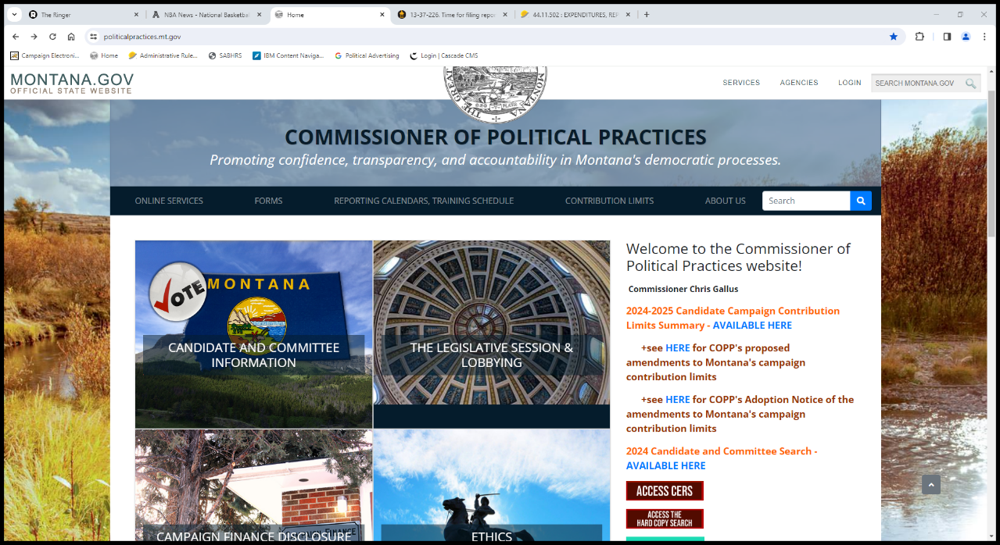 The Ringer
NBA News - National Basketbal
Home
13-37-226. Time for filing repor
44.11.502 : EXPENDITURES, REP
politicalpractices.mt.gov
Campaign Electroni...
Home
Administrative Rule...
SABHRS
IBM Content Naviga...
Political Advertising
Login | Cascade CMS
MONTANA.GOV
OFFICIAL STATE WEBSITE
SERVICES
AGENCIES
LOGIN
SEARCH MONTANA.GOV
COMMISSIONER OF POLITICAL PRACTICES
Promoting confidence, transparency, and accountability in Montana's democratic processes.
ONLINE SERVICES
FORMS
REPORTING CALENDARS, TRAINING SCHEDULE
CONTRIBUTION LIMITS
ABOUT US
Search
VOTE
MONTANA
CANDIDATE AND COMMITTEE
INFORMATION
THE LEGISLATIVE SESSION &
LOBBYING
CAMPAIGN FINANCE DISCLOSURE
ETHICS
Welcome to the Commissioner of
Political Practices website!
Commissioner Chris Gallus
2024-2025 Candidate Campaign Contribution
Limits Summary - AVAILABLE HERE
+see HERE for COPP's proposed
amendments to Montana's campaign
contribution limits
+see HERE for COPP's Adoption Notice of the
amendments to Montana's campaign
contribution limits
2024 Candidate and Committee Search -
AVAILABLE HERE
ACCESS CERS
ACCESS THE
HARD COPY SEARCH